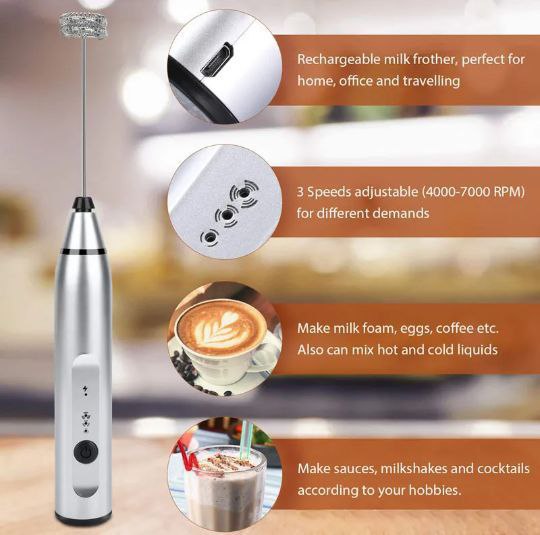 Rechargeable milk frother, perfect for
home, office and travelling
3 Speeds adjustable (4000-7000 RPM)
for different demands
Make milk foam, eggs, coffee etc.
Also can mix hot and cold liquids
Make sauces, milkshakes and cocktails
according to your hobbies.